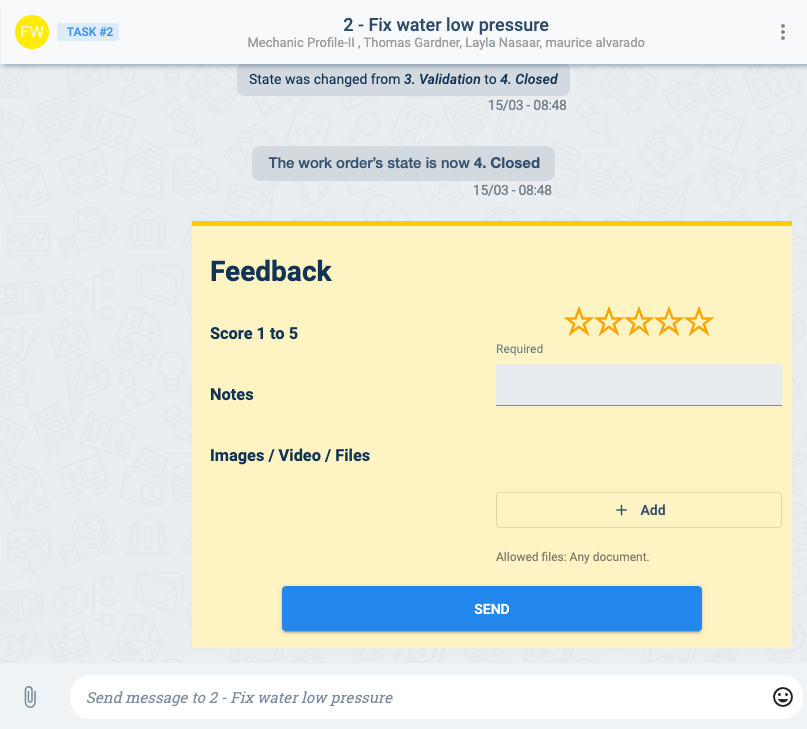 FW TASK #2 2 - Fix water low pressure
Mechanic Profile-II , Thomas Gardner, Layla Nasaar, maurice alvarado
State was changed from 3. Validation to 4. Closed
15/03 - 08:48
The work order's state is now 4. Closed
15/03 - 08:48
Feedback
Score 1 to 5
Required
Notes
Images / Video / Files
+ Add
Allowed files: Any document.
SEND
Send message to 2 - Fix water low pressure